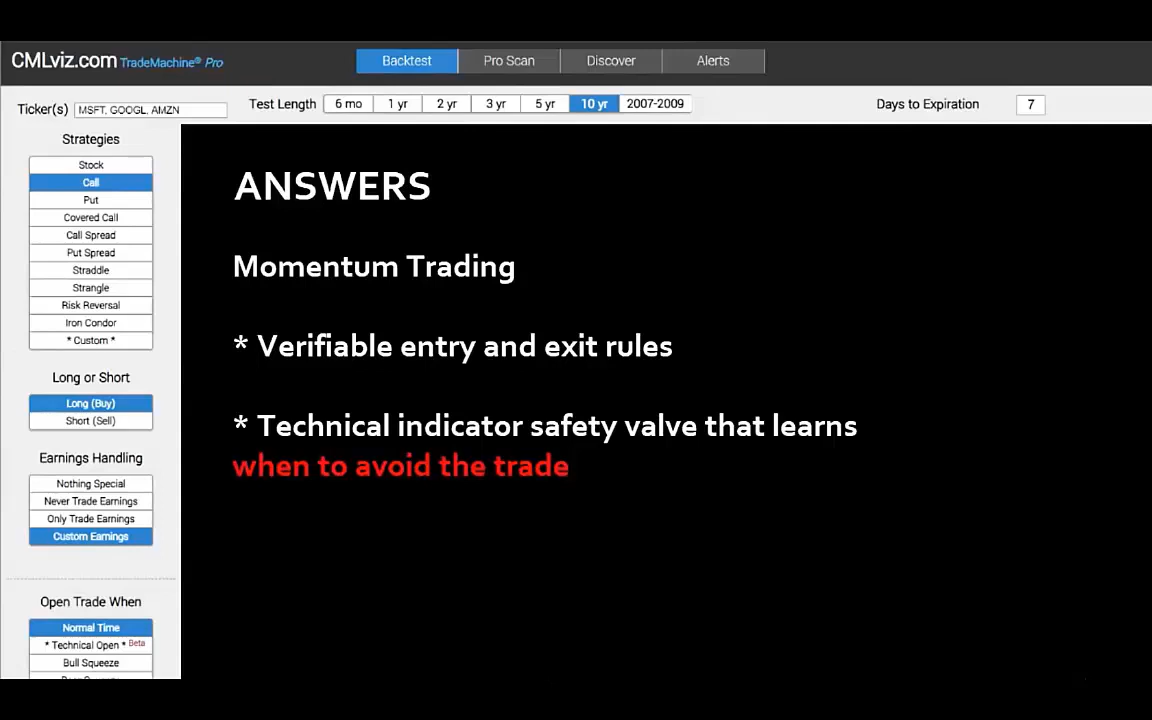 CMLviz.com TradeMachine® Pro
Backtest
Pro Scan
Discover
Alerts
Ticker(s) MSFT, GOOGL, AMZN
Test Length 6 mo 1 yr 2 yr 3 yr 5 yr 10 yr 2007-2009
Days to Expiration 7
Strategies
Stock
Call
Put
Covered Call
Call Spread
Put Spread
Straddle
Strangle
Risk Reversal
Iron Condor
* Custom *
Long or Short
Long (Buy)
Short (Sell)
Earnings Handling
Nothing Special
Never Trade Earnings
Only Trade Earnings
Custom Earnings
Open Trade When
Normal Time
* Technical Open * Beta
Bull Squeeze
ANSWERS
Momentum Trading
* Verifiable entry and exit rules
* Technical indicator safety valve that learns
when to avoid the trade